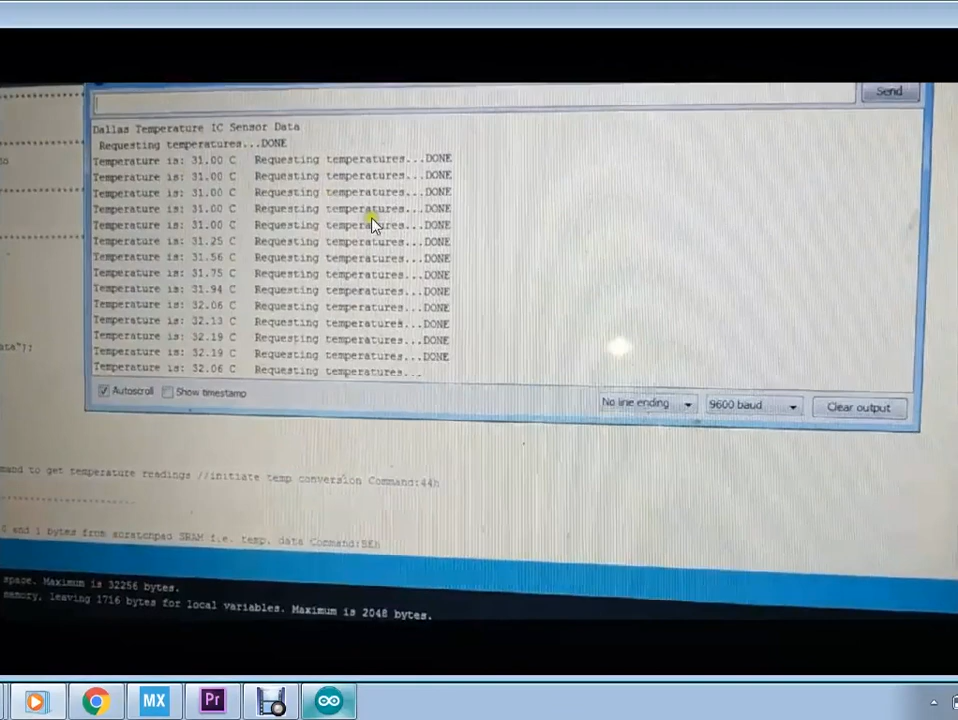 Send
Dallas Temperature IC Sensor Data
Requesting temperatures...DONE
Temperature is: 31.00 C Requesting temperatures...DONE
Temperature is: 31.00 C Requesting temperatures...DONE
Temperature is: 31.00 C Requesting temperatures...DONE
Temperature is: 31.00 C Requesting temperatures...DONE
Temperature is: 31.00 C Requesting temperatures...DONE
Temperature is: 31.25 C Requesting temperatures...DONE
Temperature is: 31.56 C Requesting temperatures...DONE
Temperature is: 31.75 C Requesting temperatures...DONE
Temperature is: 31.94 C Requesting temperatures...DONE
Temperature is: 32.06 C Requesting temperatures...DONE
Temperature is: 32.13 C Requesting temperatures...DONE
Temperature is: 32.19 C Requesting temperatures...DONE
Temperature is: 32.19 C Requesting temperatures...DONE
Temperature is: 32.06 C Requesting temperatures...
ata");
Autoscroll Show timestamp No line ending 9600 baud Clear output
mand to get temperature readings //initiate temp conversion Command:44h
0 and 1 bytes from scratchpad SRAM i.e. temp. data Command:BEh
space. Maximum is 32256 bytes.
memory, leaving 1716 bytes for local variables. Maximum is 2048 bytes.
MX
Pr